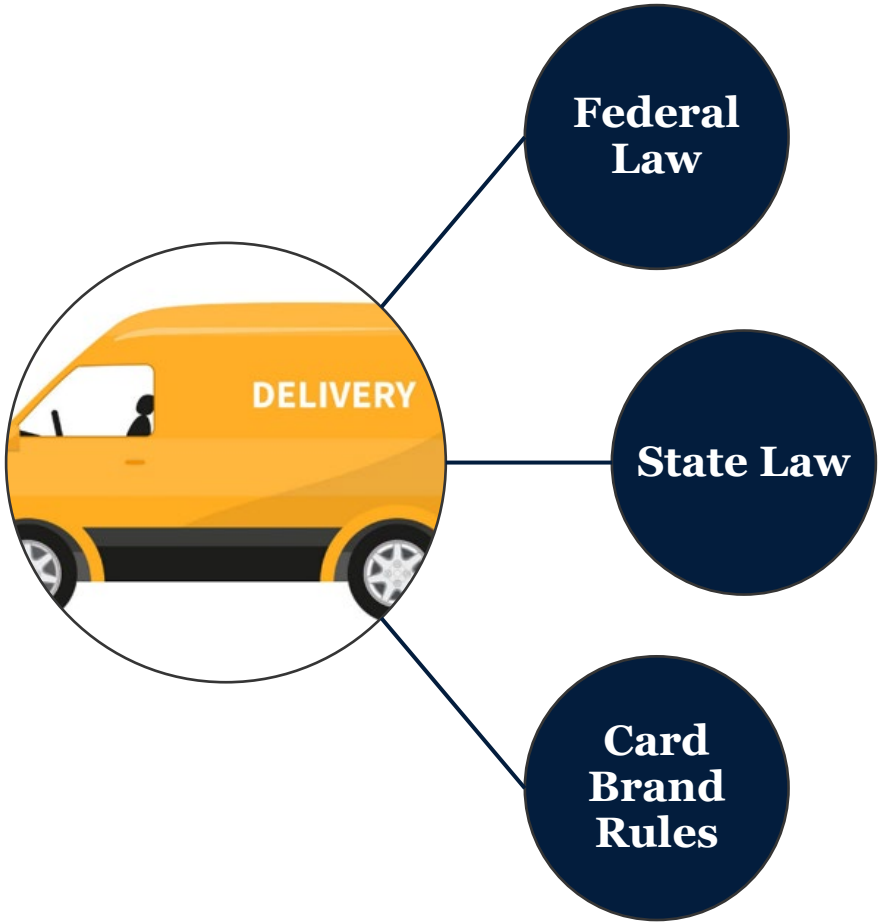 Federal
Law
DELIVERY
State Law
Card
Brand
Rules